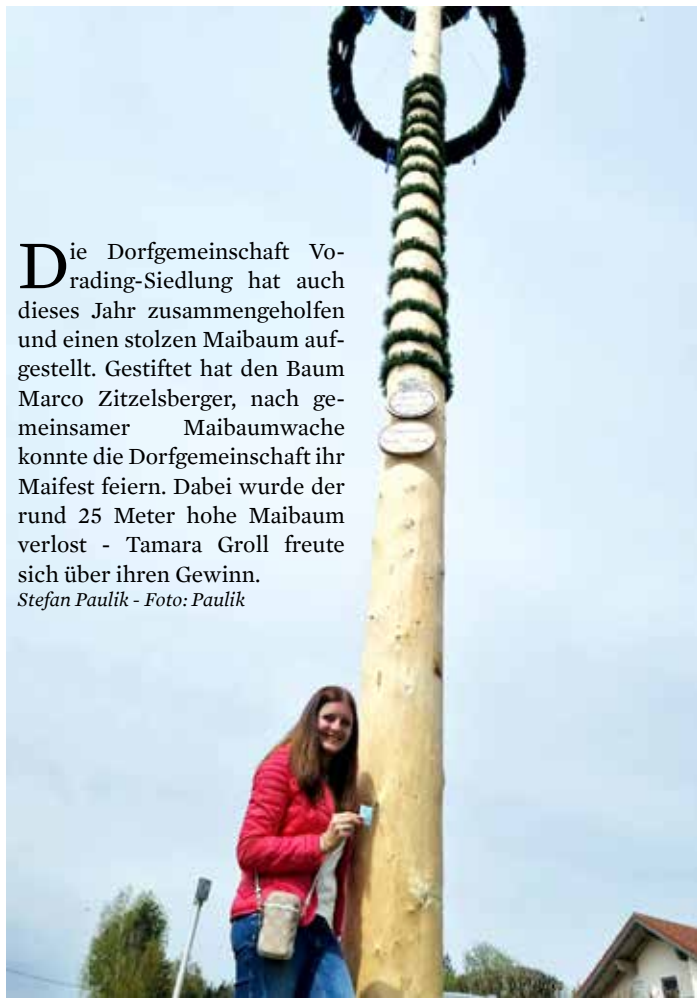 Die Dorfgemeinschaft Vo-
rading-Siedlung hat auch
dieses Jahr zusammengeholfen
und einen stolzen Maibaum auf-
gestellt. Gestiftet hat den Baum
Marco Zitzelsberger, nach ge-
meinsamer Maibaumwache
konnte die Dorfgemeinschaft ihr
Maifest feiern. Dabei wurde der
rund 25 Meter hohe Maibaum
verlost - Tamara Groll freute
sich über ihren Gewinn.
Stefan Paulik - Foto: Paulik